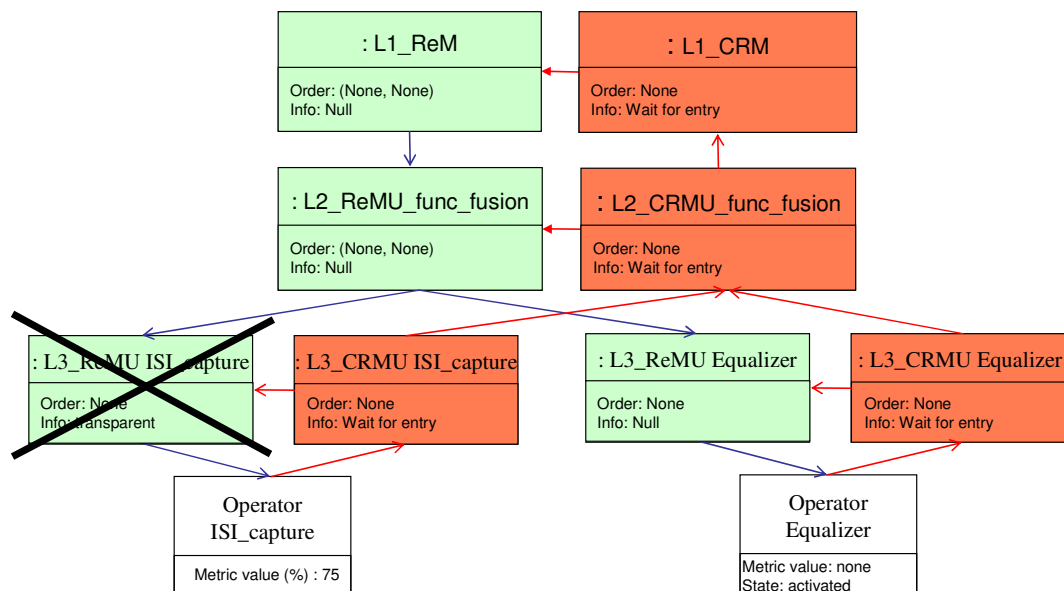 : L1_ReM
Order: (None, None)
Info: Null
: L1_CRM
Order: None
Info: Wait for entry
: L2_ReMU_func_fusion
Order: (None, None)
Info: Null
: L2_CRMU_func_fusion
Order: None
Info: Wait for entry
: L3_ReMU ISI_capture
Order: None
Info: transparent
: L3_CRMU ISI_capture
Order: None
Info: Wait for entry
: L3_ReMU Equalizer
Order: None
Info: Null
: L3_CRMU Equalizer
Order: None
Info: Wait for entry
Operator
ISI_capture
Metric value (%) : 75
Operator
Equalizer
Metric value: none
State: activated